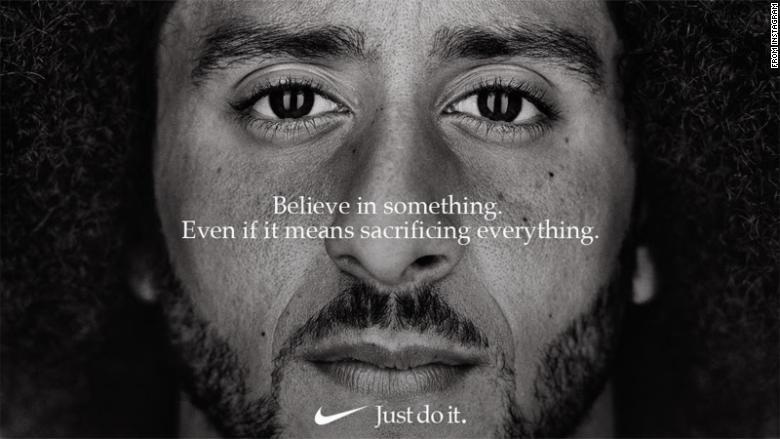 FROM INSTAGRAM
Believe in something.
Even if it means sacrificing everything.
Just do it.